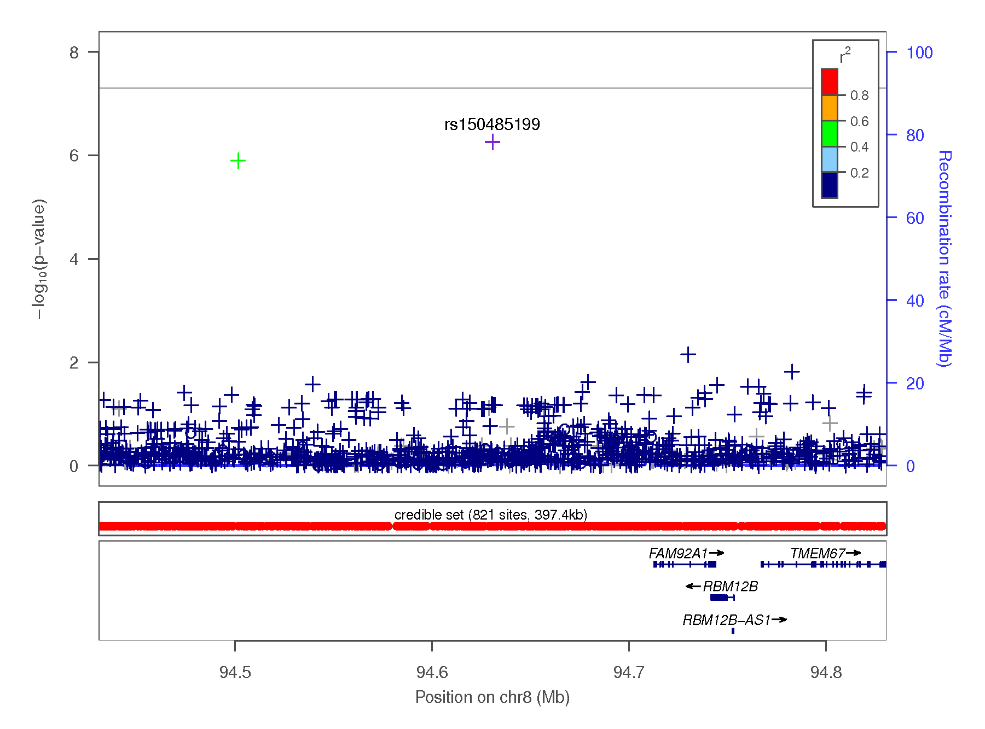 8
6
4
2
0
−log10(p−value)
100
80
60
40
20
0
Recombination rate (cM/Mb)
r2
0.8
0.6
0.4
0.2
rs150485199
credible set (821 sites, 397.4kb)
FAM92A1→ TMEM67→
←RBM12B
RBM12B−AS1→
94.5 94.6 94.7 94.8
Position on chr8 (Mb)